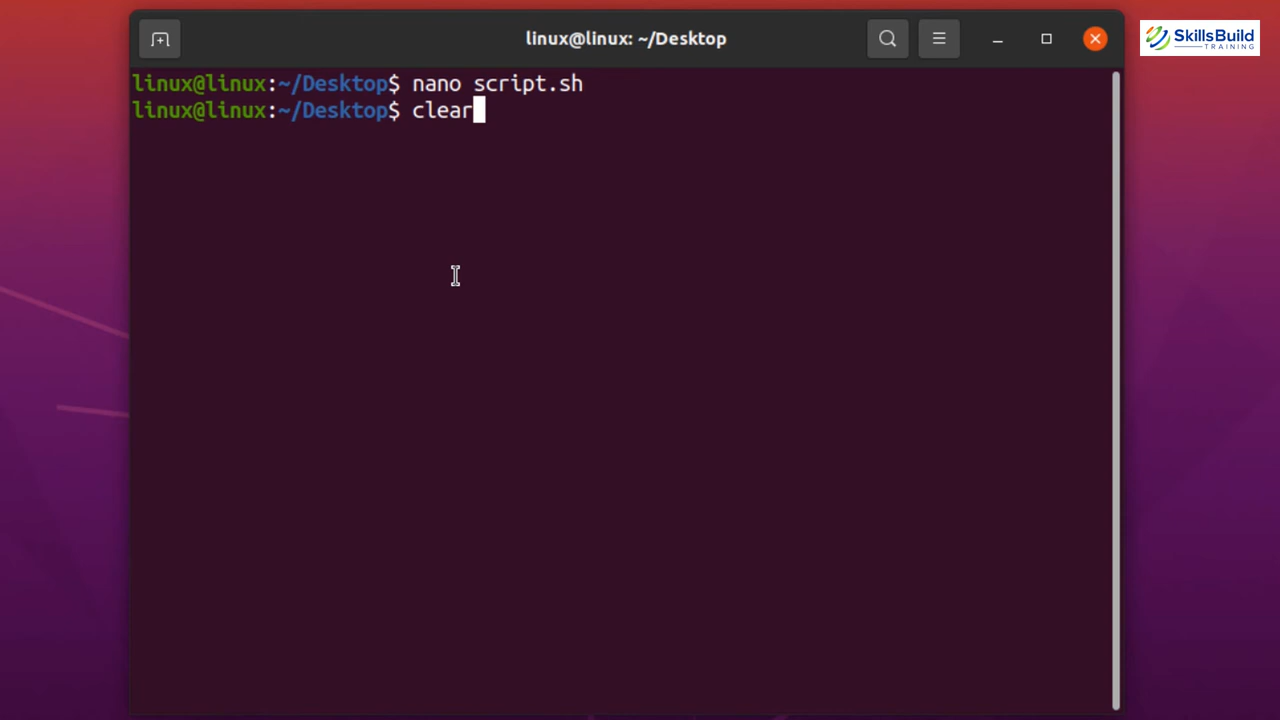 linux@linux: ~/Desktop
SkillsBuild
TRAINING
linux@linux:~/Desktop$ nano script.sh
linux@linux:~/Desktop$ clear